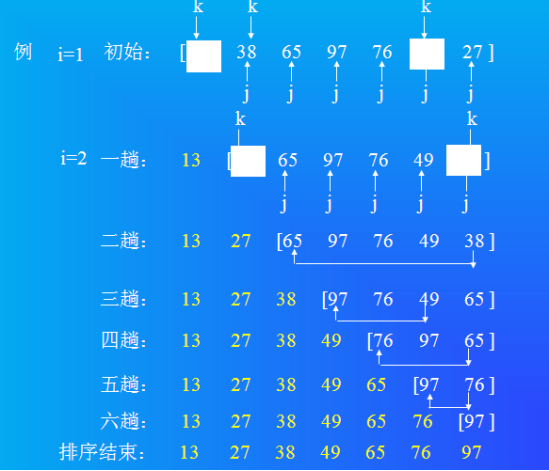 k k k
例 i=1 初始： [ 38 65 97 76 27 ]
j j j j j j
k k
i=2 一趟： 13 [ 65 97 76 49 ]
j j j j j
二趟： 13 27 [65 97 76 49 38 ]
三趟： 13 27 38 [97 76 49 65 ]
四趟： 13 27 38 49 [76 97 65 ]
五趟： 13 27 38 49 65 [97 76 ]
六趟： 13 27 38 49 65 76 [97 ]
排序结束： 13 27 38 49 65 76 97